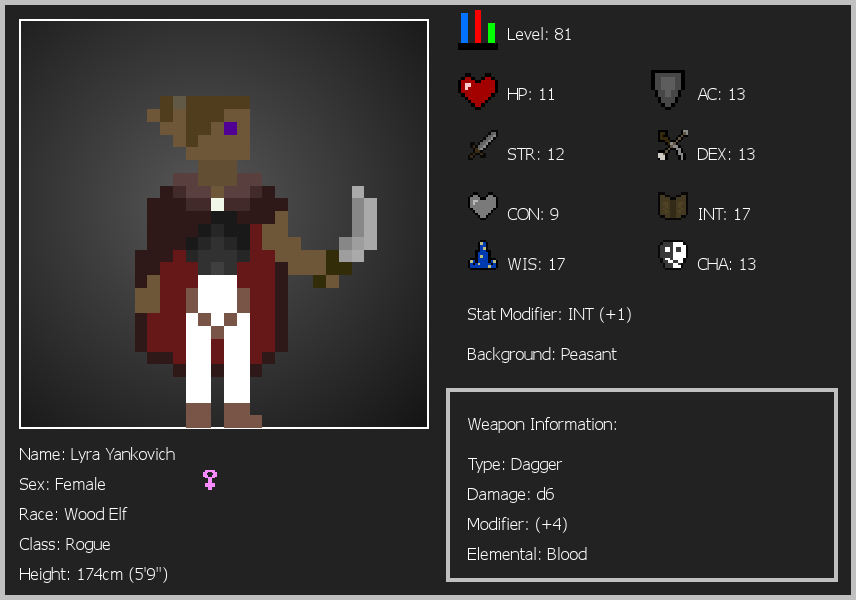 Level: 81
HP: 11
AC: 13
STR: 12
DEX: 13
CON: 9
INT: 17
WIS: 17
CHA: 13
Stat Modifier: INT (+1)
Background: Peasant
Weapon Information:
Type: Dagger
Damage: d6
Modifier: (+4)
Elemental: Blood
Name: Lyra Yankovich
Sex: Female
Race: Wood Elf
Class: Rogue
Height: 174cm (5'9")